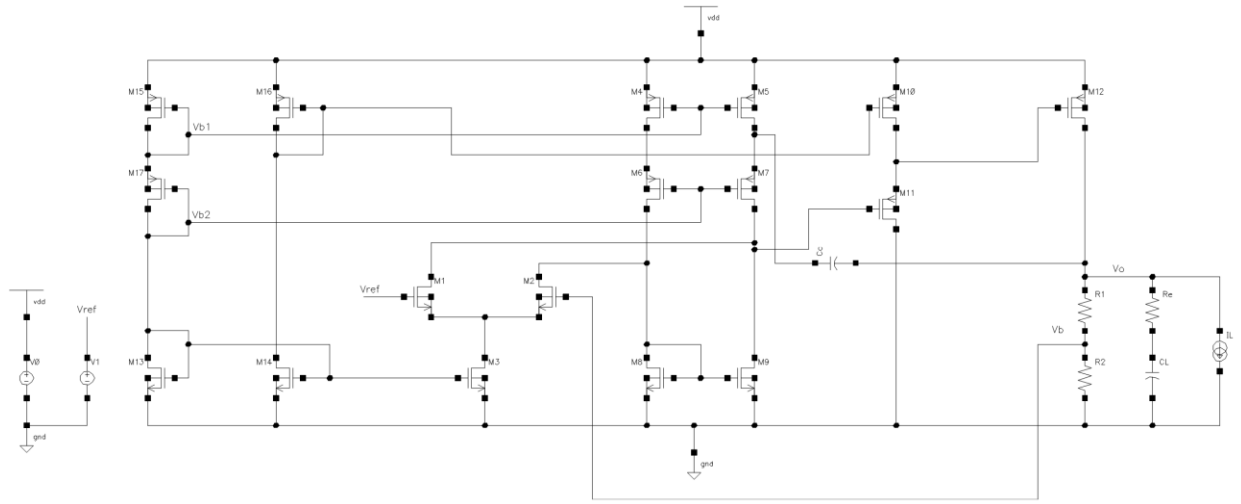 vdd
M15
M16
M4
M5
M10
M12
Vb1
M17
M6
M7
M11
Vb2
Cc
M1
M2
Vref
Vo
R1
Re
vdd
Vref
Vb
IL
V0
V1
M13
M14
M3
M8
M9
R2
CL
gnd
gnd